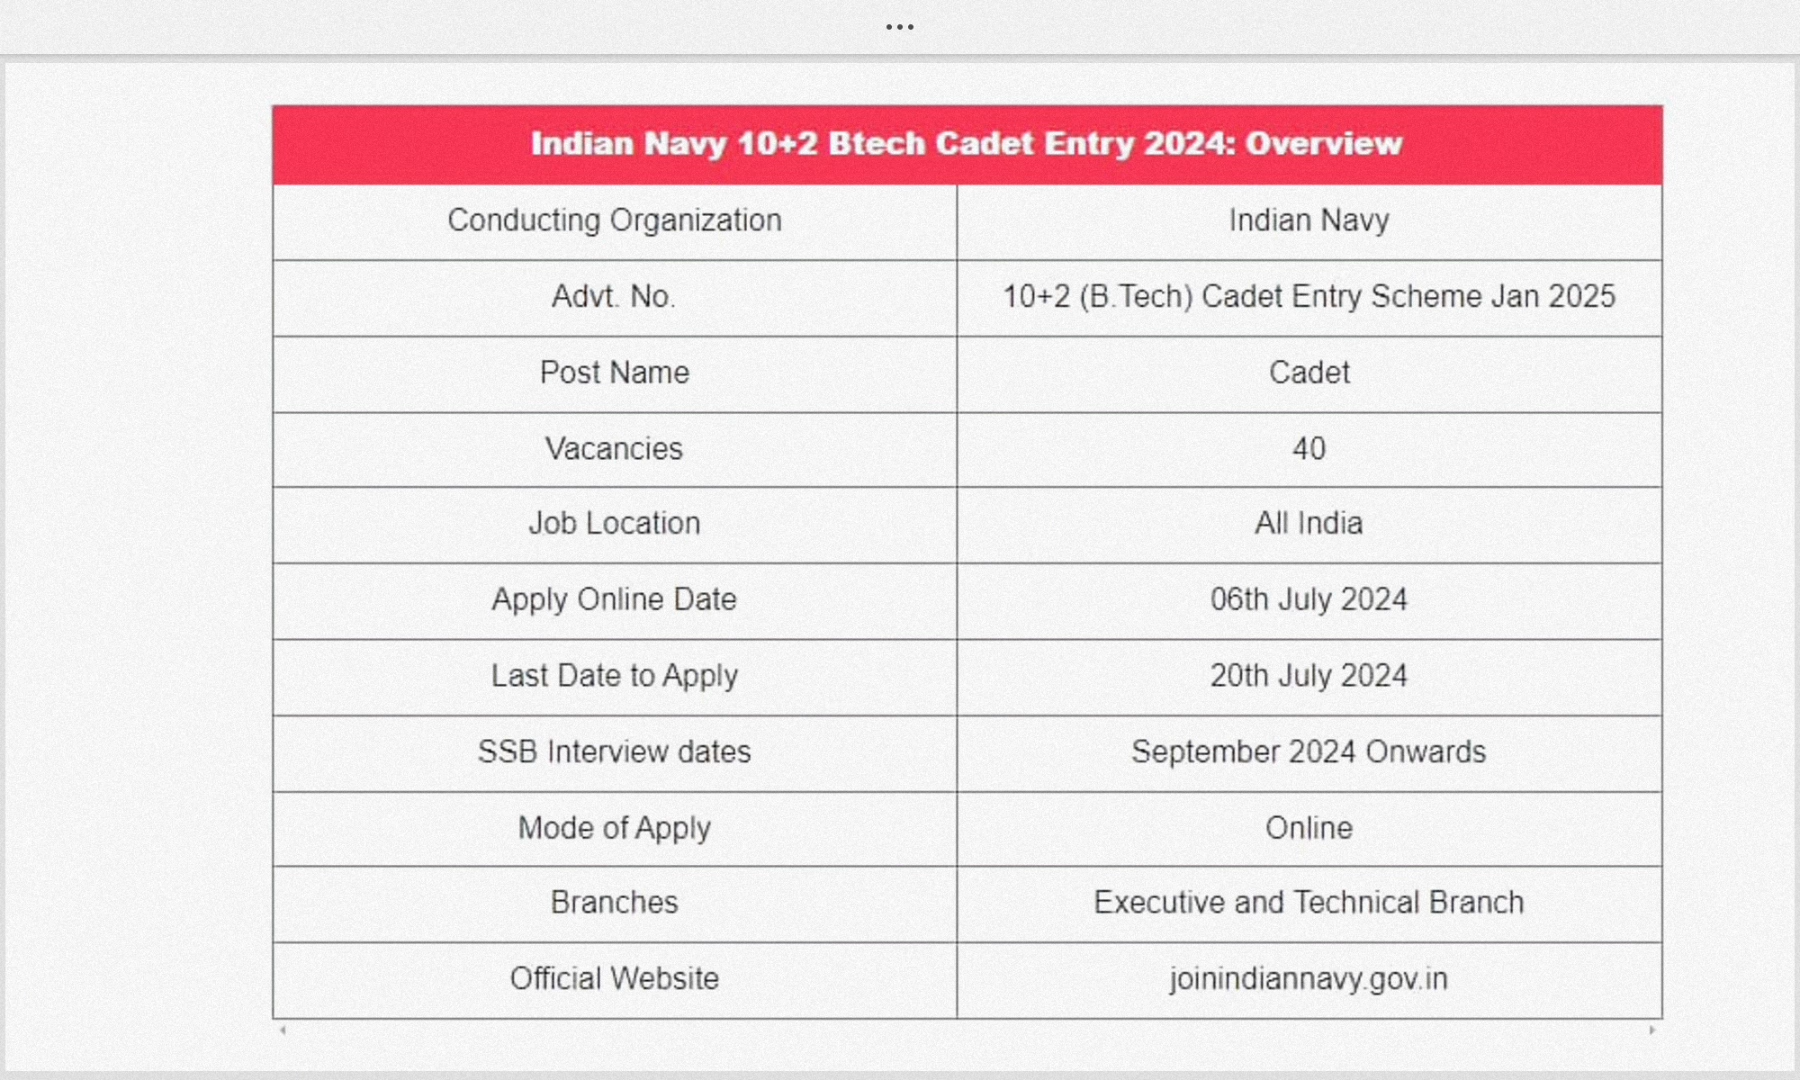 Indian Navy 10+2 Btech Cadet Entry 2024: Overview
Conducting Organization Indian Navy
Advt. No. 10+2 (B.Tech) Cadet Entry Scheme Jan 2025
Post Name Cadet
Vacancies 40
Job Location All India
Apply Online Date 06th July 2024
Last Date to Apply 20th July 2024
SSB Interview dates September 2024 Onwards
Mode of Apply Online
Branches Executive and Technical Branch
Official Website joinindiannavy.gov.in